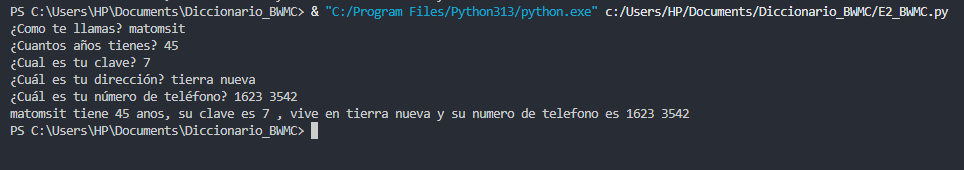 PS C:\Users\HP\Documents\Diccionario_BWMC> & "C:/Program Files/Python313/python.exe" c:/Users/HP/Documents/Diccionario_BWMC/E2_BWMC.py
¿Como te llamas? matomsit
¿Cuantos años tienes? 45
¿Cual es tu clave? 7
¿Cuál es tu dirección? tierra nueva
¿Cuál es tu número de teléfono? 1623 3542
matomsit tiene 45 anos, su clave es 7 , vive en tierra nueva y su numero de telefono es 1623 3542
PS C:\Users\HP\Documents\Diccionario_BWMC>